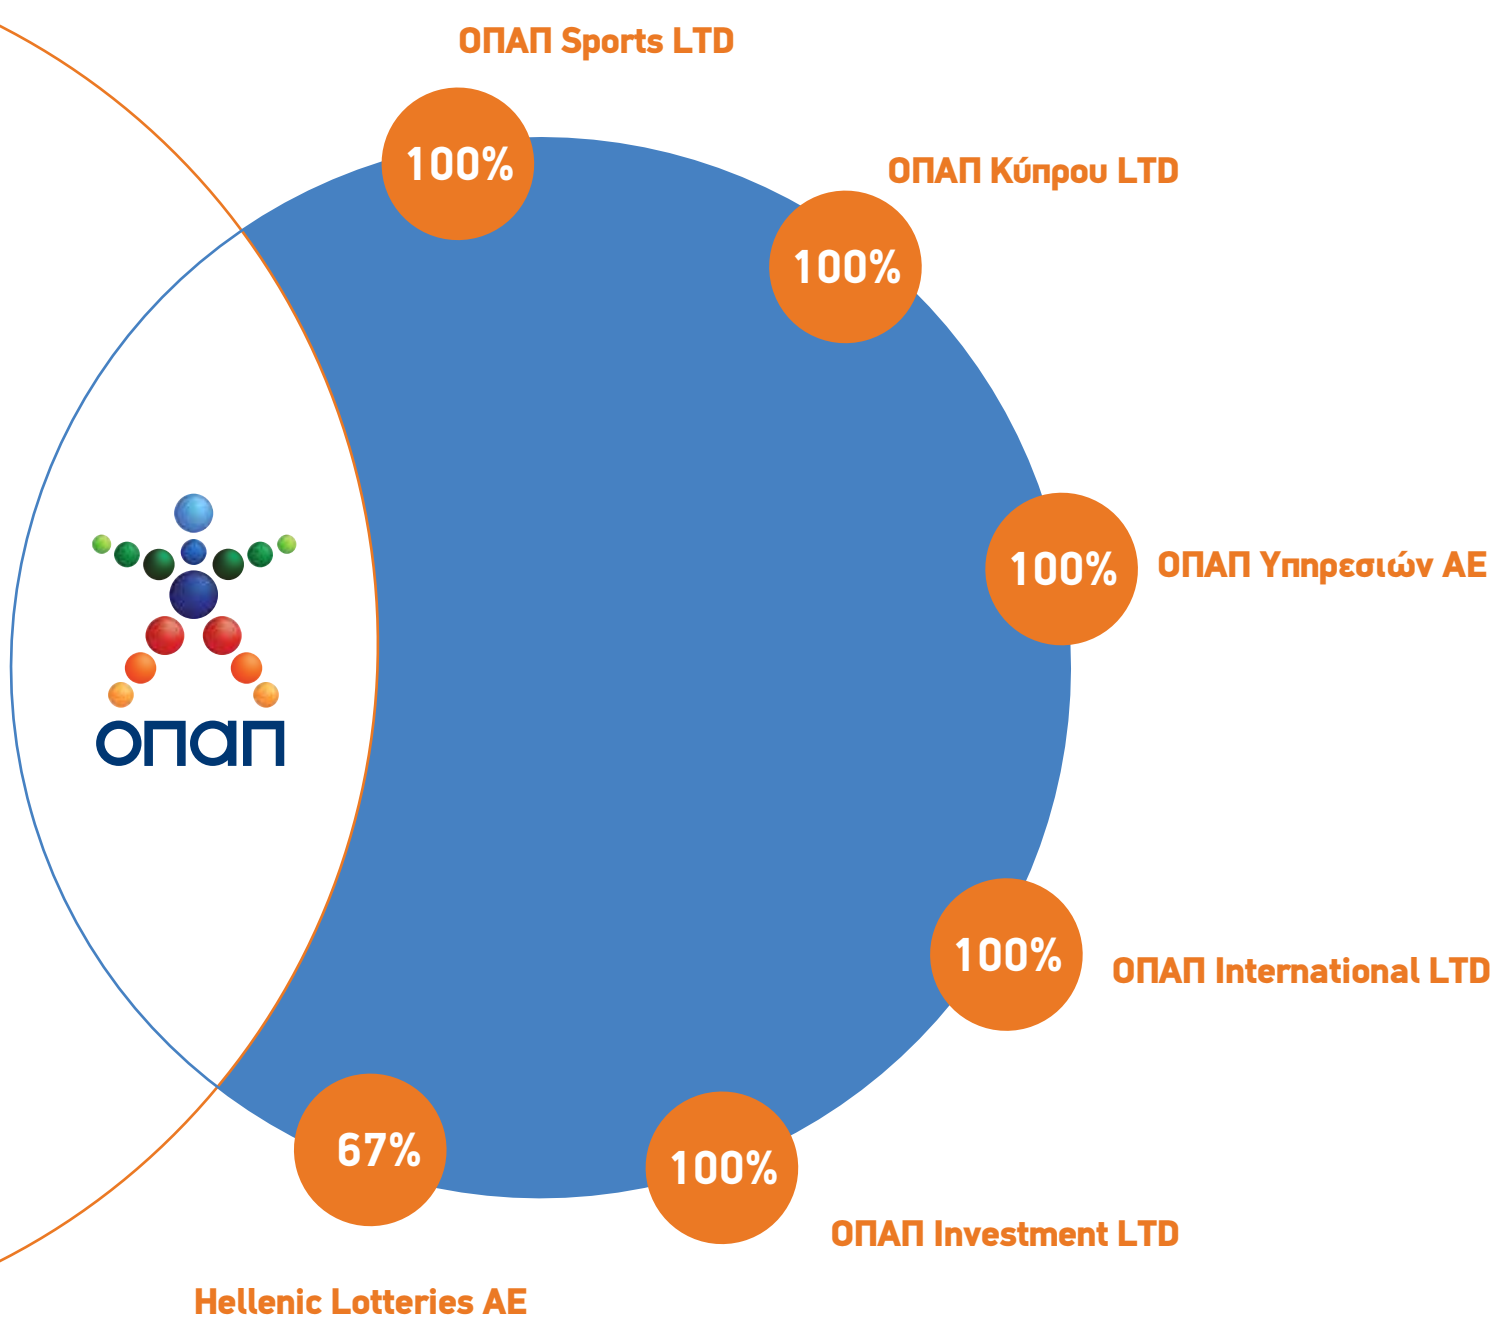 ΟΠΑΠ Sports LTD
100%
ΟΠΑΠ Κύπρου LTD
100%
100%
ΟΠΑΠ Υπηρεσιών ΑΕ
οπαπ
100%
ΟΠΑΠ International LTD
67%
100%
ΟΠΑΠ Investment LTD
Hellenic Lotteries AE